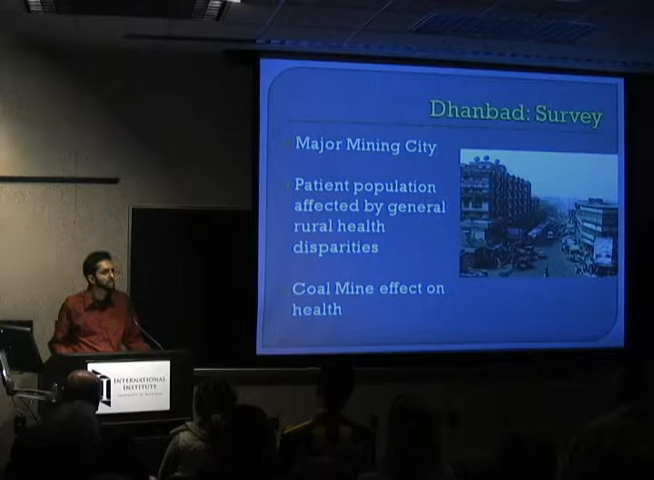 Dhanbad: Survey
Major Mining City
Patient population
affected by general
rural health
disparities
Coal Mine effect on
health
I
INTERNATIONAL
INSTITUTE